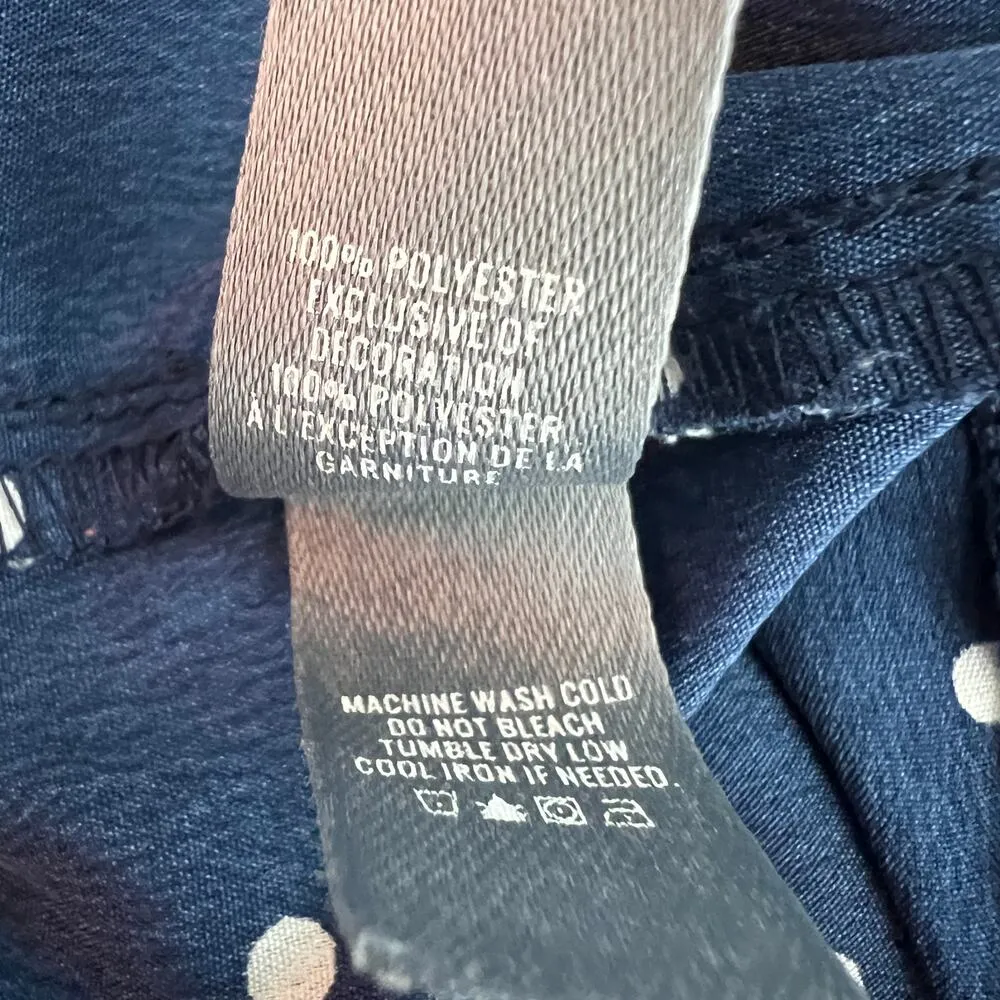 100% POLYESTER
EXCLUSIVE OF
DECORATION
100% POLYESTER
À L'EXCEPTION DE LA
GARNITURE
MACHINE WASH COLD
DO NOT BLEACH
TUMBLE DRY LOW
COOL IRON IF NEEDED.